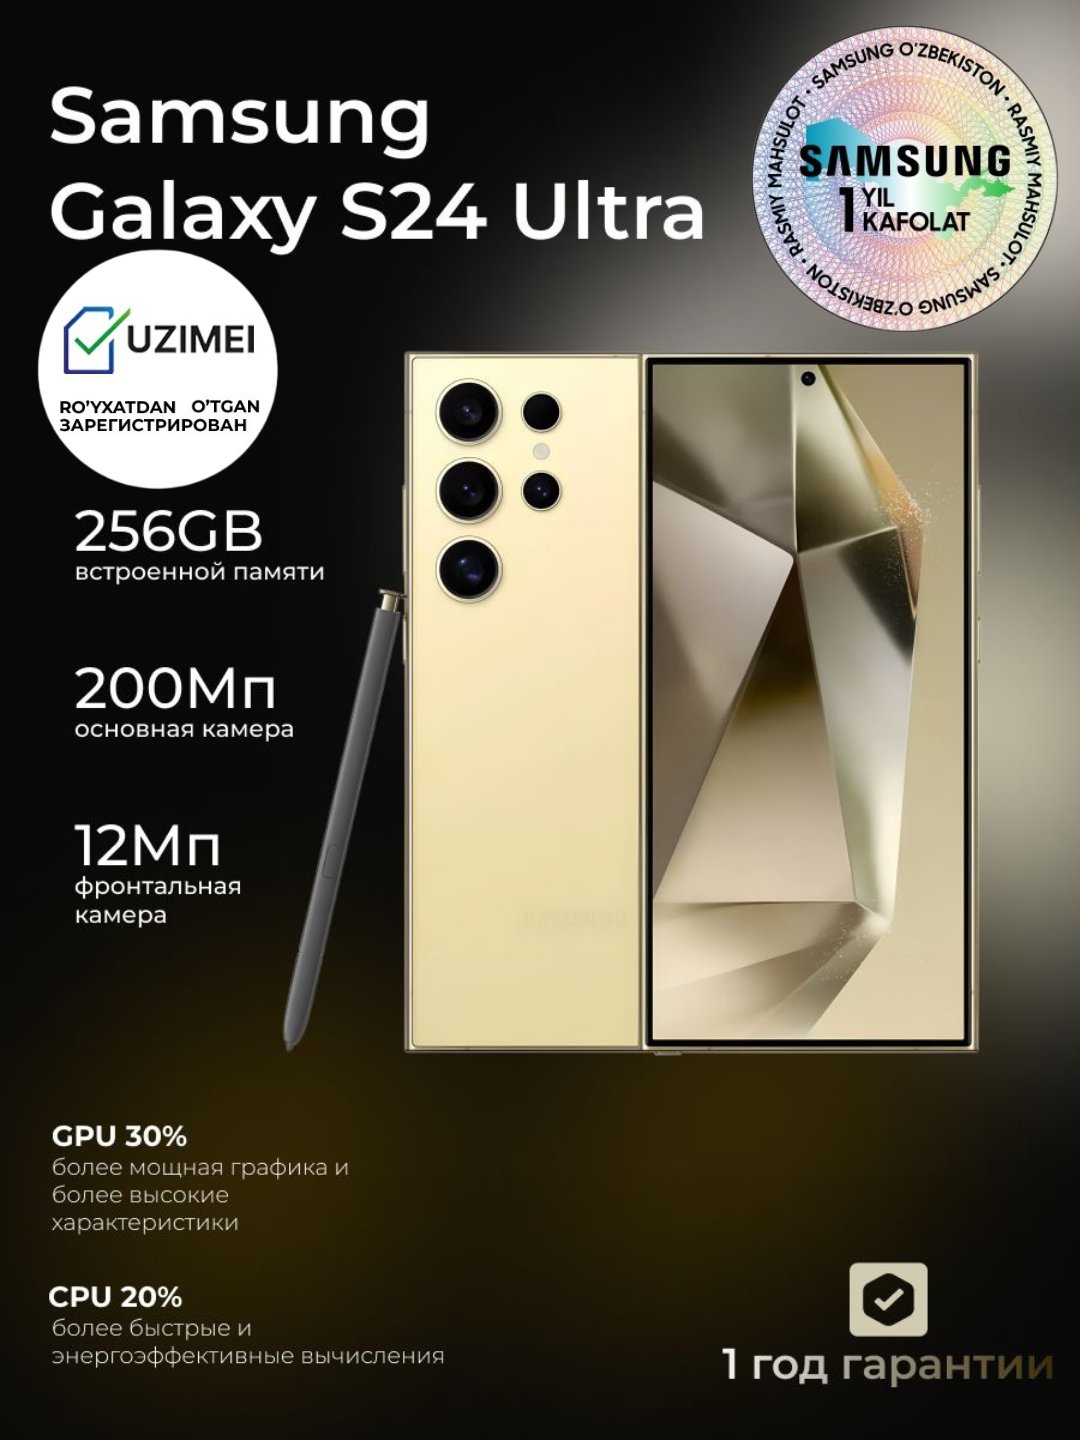 Samsung
Galaxy S24 Ultra
SAMSUNG O'ZBEKISTON • RASMIY MAHSULOT • SAMSUNG O'ZBEKISTON • RASMIY MAHSULOT •
SAMSUNG
1 YIL
KAFOLAT
UZIMEI
RO’YXATDAN O’TGAN
ЗАРЕГИСТРИРОВАН
256GB
встроенной памяти
200Мп
основная камера
12Мп
фронтальная
камера
SAMSUNG
GPU 30%
более мощная графика и
более высокие
характеристики
CPU 20%
более быстрые и
энергоэффективные вычисления
1 год гарантии